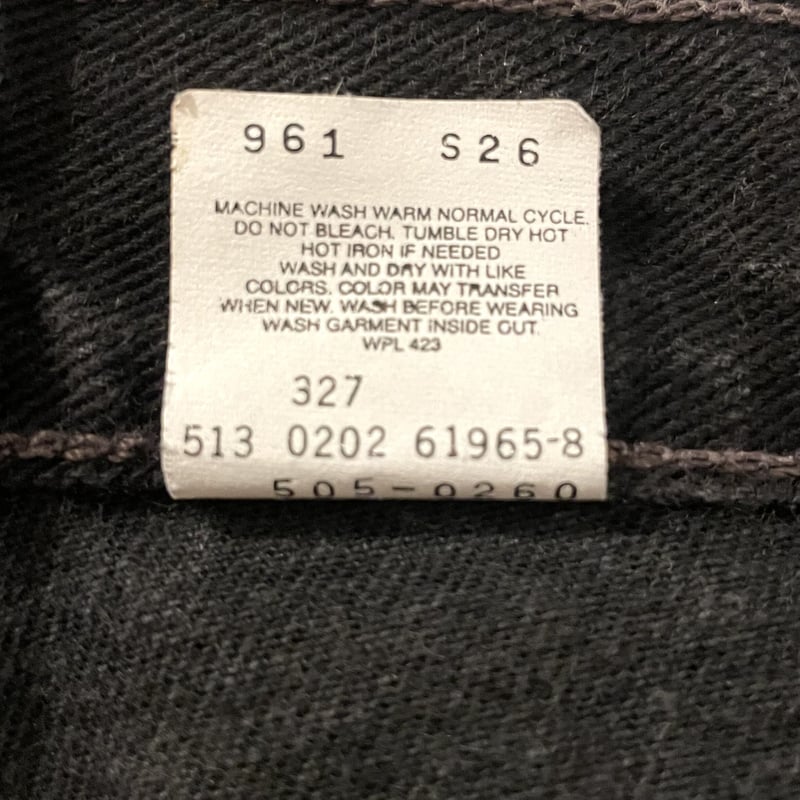 961 S26
MACHINE WASH WARM NORMAL CYCLE.
DO NOT BLEACH. TUMBLE DRY HOT
HOT IRON IF NEEDED
WASH AND DRY WITH LIKE
COLORS. COLOR MAY TRANSFER
WHEN NEW. WASH BEFORE WEARING
WASH GARMENT INSIDE OUT.
WPL 423
327
513 0202 61965-8
505-0260